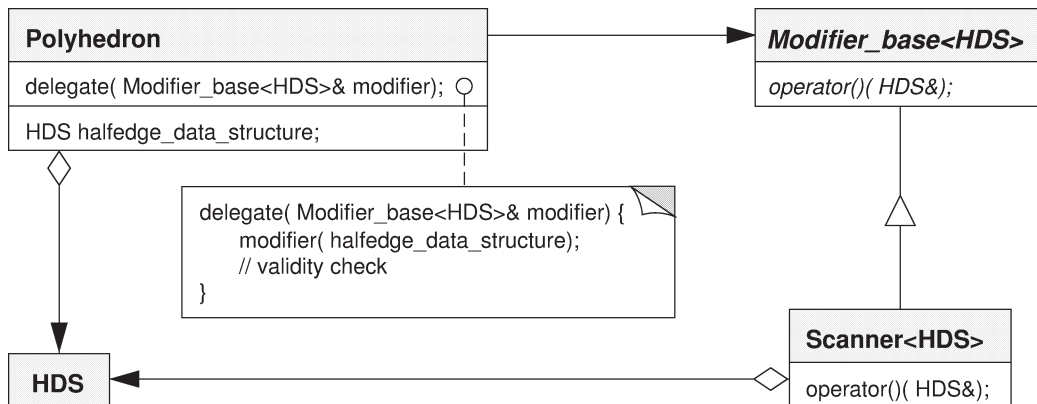 Polyhedron
delegate( Modifier_base<HDS>& modifier);
HDS halfedge_data_structure;
Modifier_base<HDS>
operator()( HDS&);
delegate( Modifier_base<HDS>& modifier) {
modifier( halfedge_data_structure);
// validity check
}
HDS
Scanner<HDS>
operator()( HDS&);